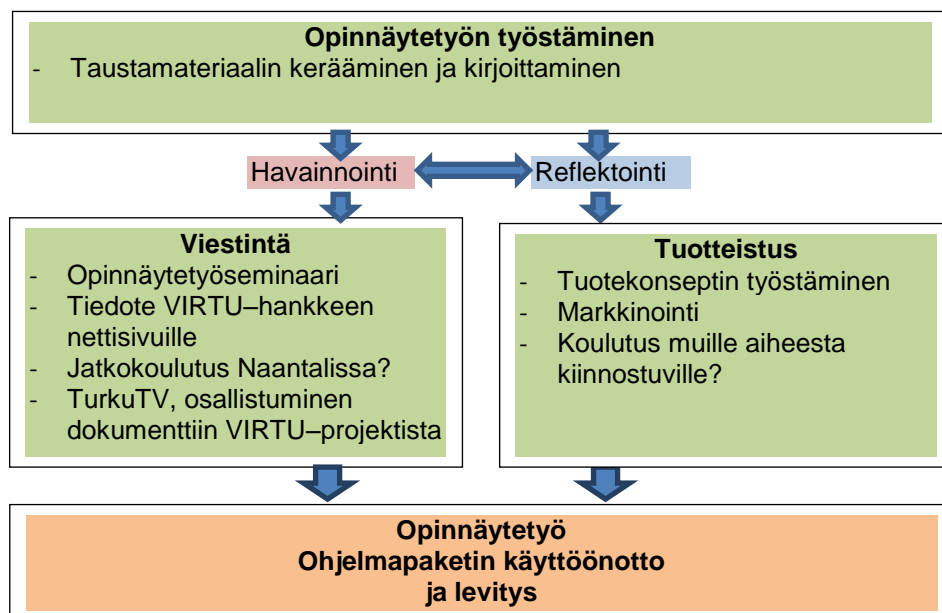 Opinnäytetyön työstäminen
- Taustamateriaalin kerääminen ja kirjoittaminen
Havainnointi
Reflektointi
Viestintä
- Opinnäytetyöseminaari
- Tiedote VIRTU–hankkeen
nettisivuille
- Jatkokoulutus Naantalissa?
- TurkuTV, osallistuminen
dokumenttiin VIRTU–projektista
Tuotteistus
- Tuotekonseptin työstäminen
- Markkinointi
- Koulutus muille aiheesta
kiinnostuville?
Opinnäytetyö
Ohjelmapaketin käyttöönotto
ja levitys